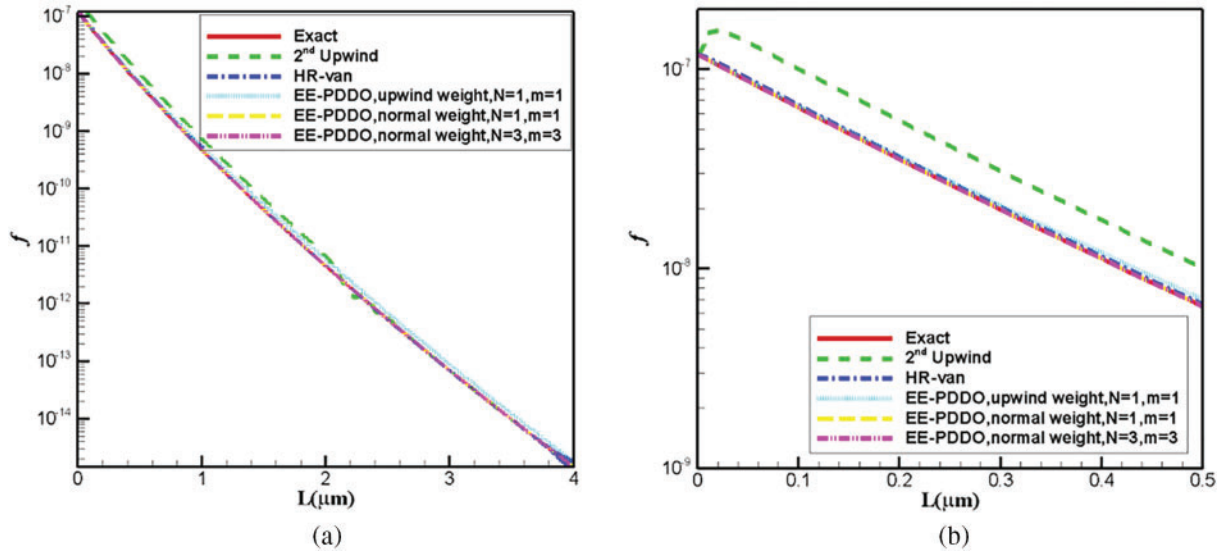 10-7
10-8
10-9
10-10
10-11
10-12
10-13
10-14
f
0 1 2 3 4
L(μm)
Exact
2nd Upwind
HR-van
EE-PDDO,upwind weight,N=1,m=1
EE-PDDO,normal weight,N=1,m=1
EE-PDDO,normal weight,N=3,m=3
(a)
10-7
10-8
10-9
f
0 0.1 0.2 0.3 0.4 0.5
L(μm)
Exact
2nd Upwind
HR-van
EE-PDDO,upwind weight,N=1,m=1
EE-PDDO,normal weight,N=1,m=1
EE-PDDO,normal weight,N=3,m=3
(b)